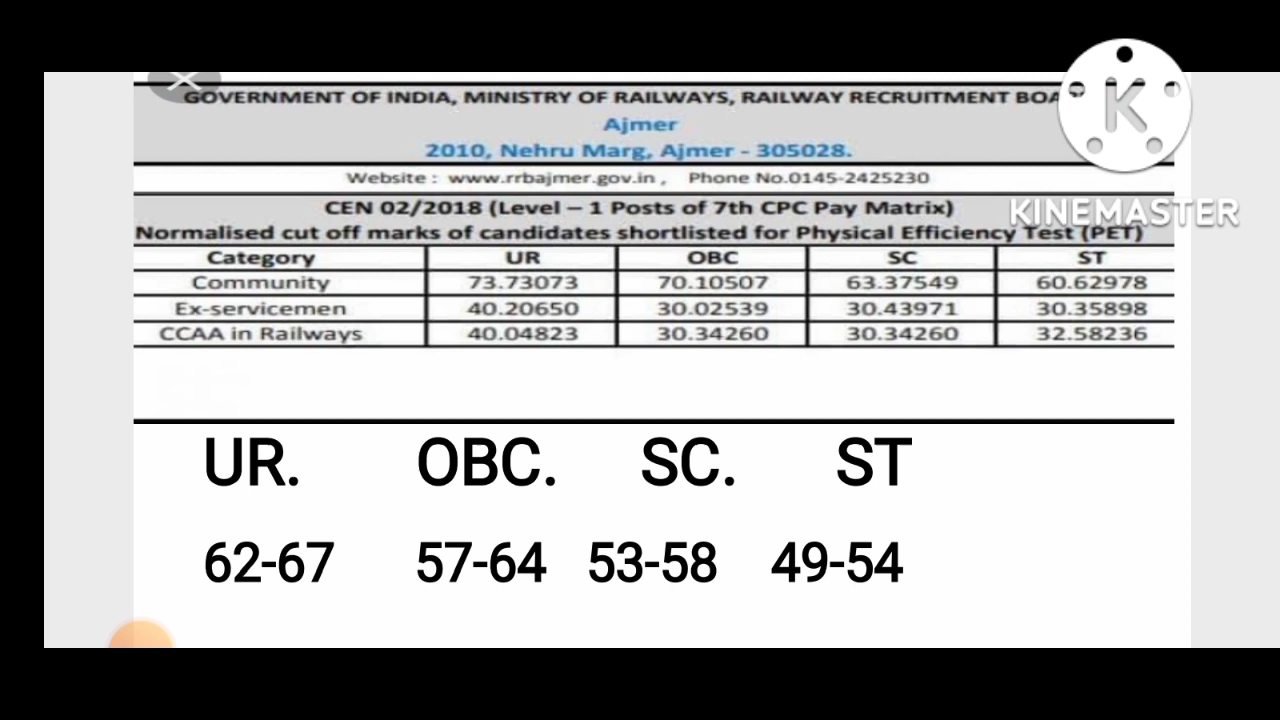 GOVERNMENT OF INDIA, MINISTRY OF RAILWAYS, RAILWAY RECRUITMENT
Ajmer
2010, Nehru Marg, Ajmer - 305028.
Website : www.rrbajmer.gov.in , Phone No.0145-2425230
CEN 02/2018 (Level – 1 Posts of 7th CPC Pay Matrix)
Normalised cut off marks of candidates shortlisted for Physical Efficiency Test (PET)
Category UR OBC SC ST
Community 73.73073 70.10507 63.37549 60.62978
Ex-servicemen 40.20650 30.02539 30.43971 30.35898
CCAA in Railways 40.04823 30.34260 30.34260 32.58236
UR. OBC. SC. ST
62-67 57-64 53-58 49-54
K
KINEMASTER